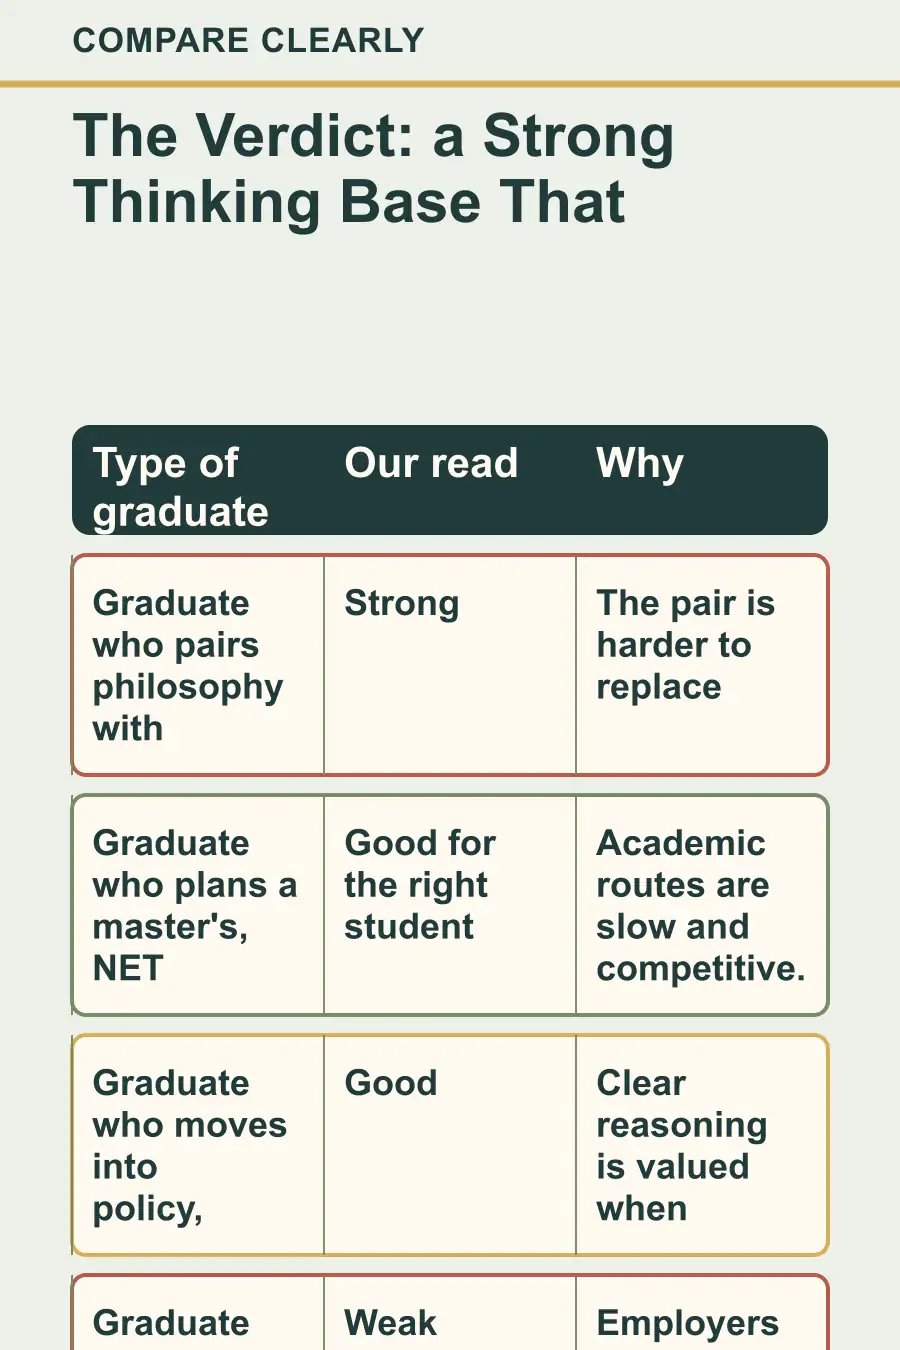 COMPARE CLEARLY
The Verdict: a Strong
Thinking Base That
Type of
graduate
Our read
Why
Graduate
who pairs
philosophy
with
Strong
The pair is
harder to
replace
Graduate
who plans a
master's,
NET
Good for
the right
student
Academic
routes are
slow and
competitive.
Graduate
who moves
into
policy,
Good
Clear
reasoning
is valued
when
Graduate
Weak
Employers